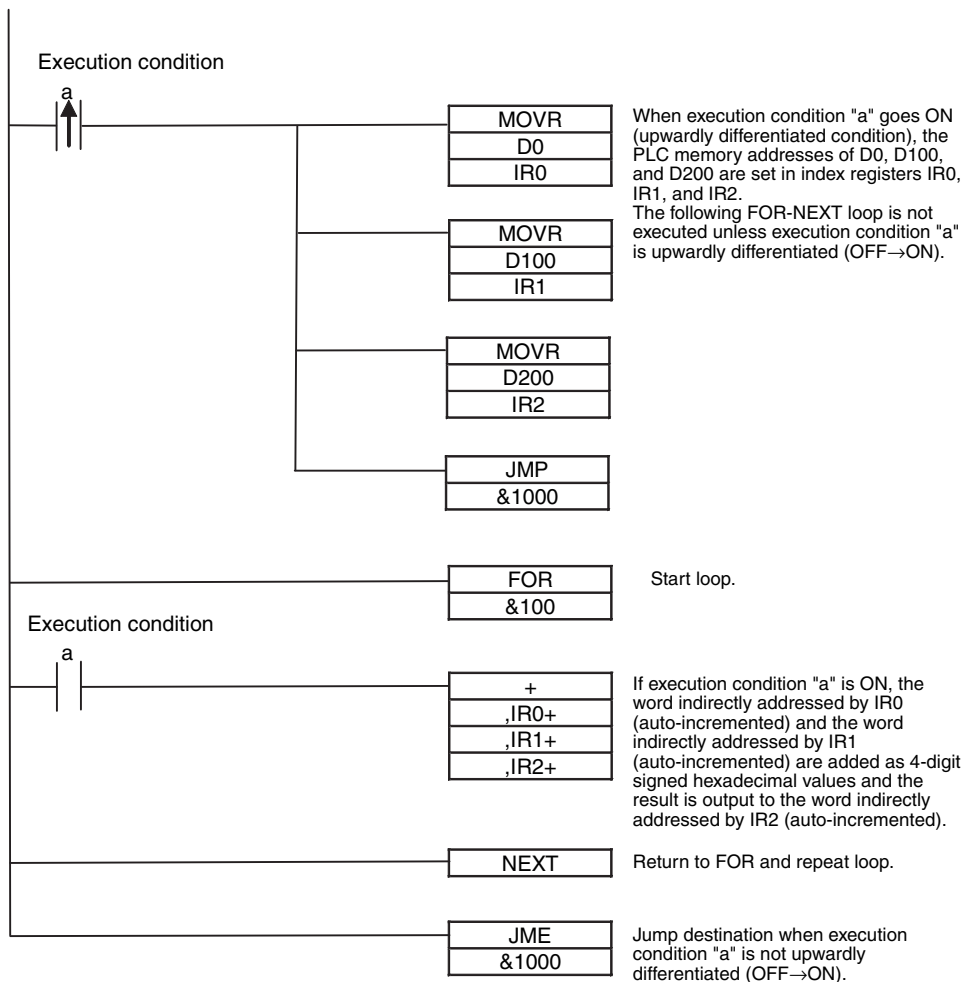 Execution condition
a
MOVR
D0
IR0
When execution condition "a" goes ON
(upwardly differentiated condition), the
PLC memory addresses of D0, D100,
and D200 are set in index registers IR0,
IR1, and IR2.
The following FOR-NEXT loop is not
executed unless execution condition "a"
is upwardly differentiated (OFF→ON).
MOVR
D100
IR1
MOVR
D200
IR2
JMP
&1000
FOR
&100
Start loop.
Execution condition
a
+
,IR0+
,IR1+
,IR2+
If execution condition "a" is ON, the
word indirectly addressed by IR0
(auto-incremented) and the word
indirectly addressed by IR1
(auto-incremented) are added as 4-digit
signed hexadecimal values and the
result is output to the word indirectly
addressed by IR2 (auto-incremented).
NEXT
Return to FOR and repeat loop.
JME
&1000
Jump destination when execution
condition "a" is not upwardly
differentiated (OFF→ON).